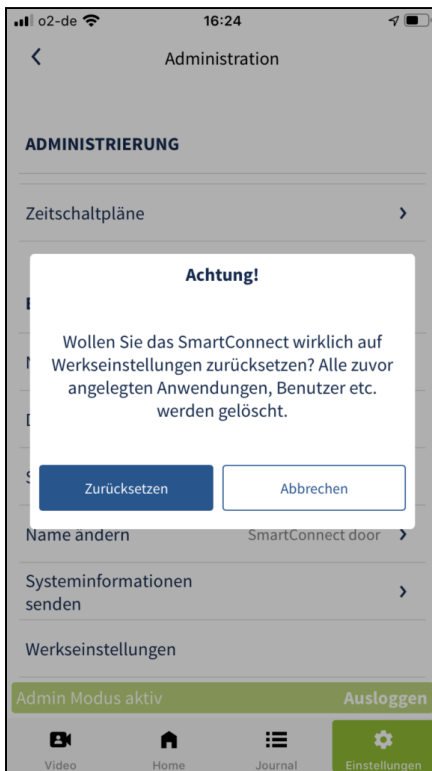 o2-de 16:24
Administration
ADMINISTRIERUNG
Zeitschaltpläne
Achtung!
Wollen Sie das SmartConnect wirklich auf
Werkseinstellungen zurücksetzen? Alle zuvor
angelegten Anwendungen, Benutzer etc.
werden gelöscht.
Zurücksetzen Abbrechen
Name ändern SmartConnect door
Systeminformationen
senden
Werkseinstellungen
Admin Modus aktiv Ausloggen
Video Home Journal Einstellungen